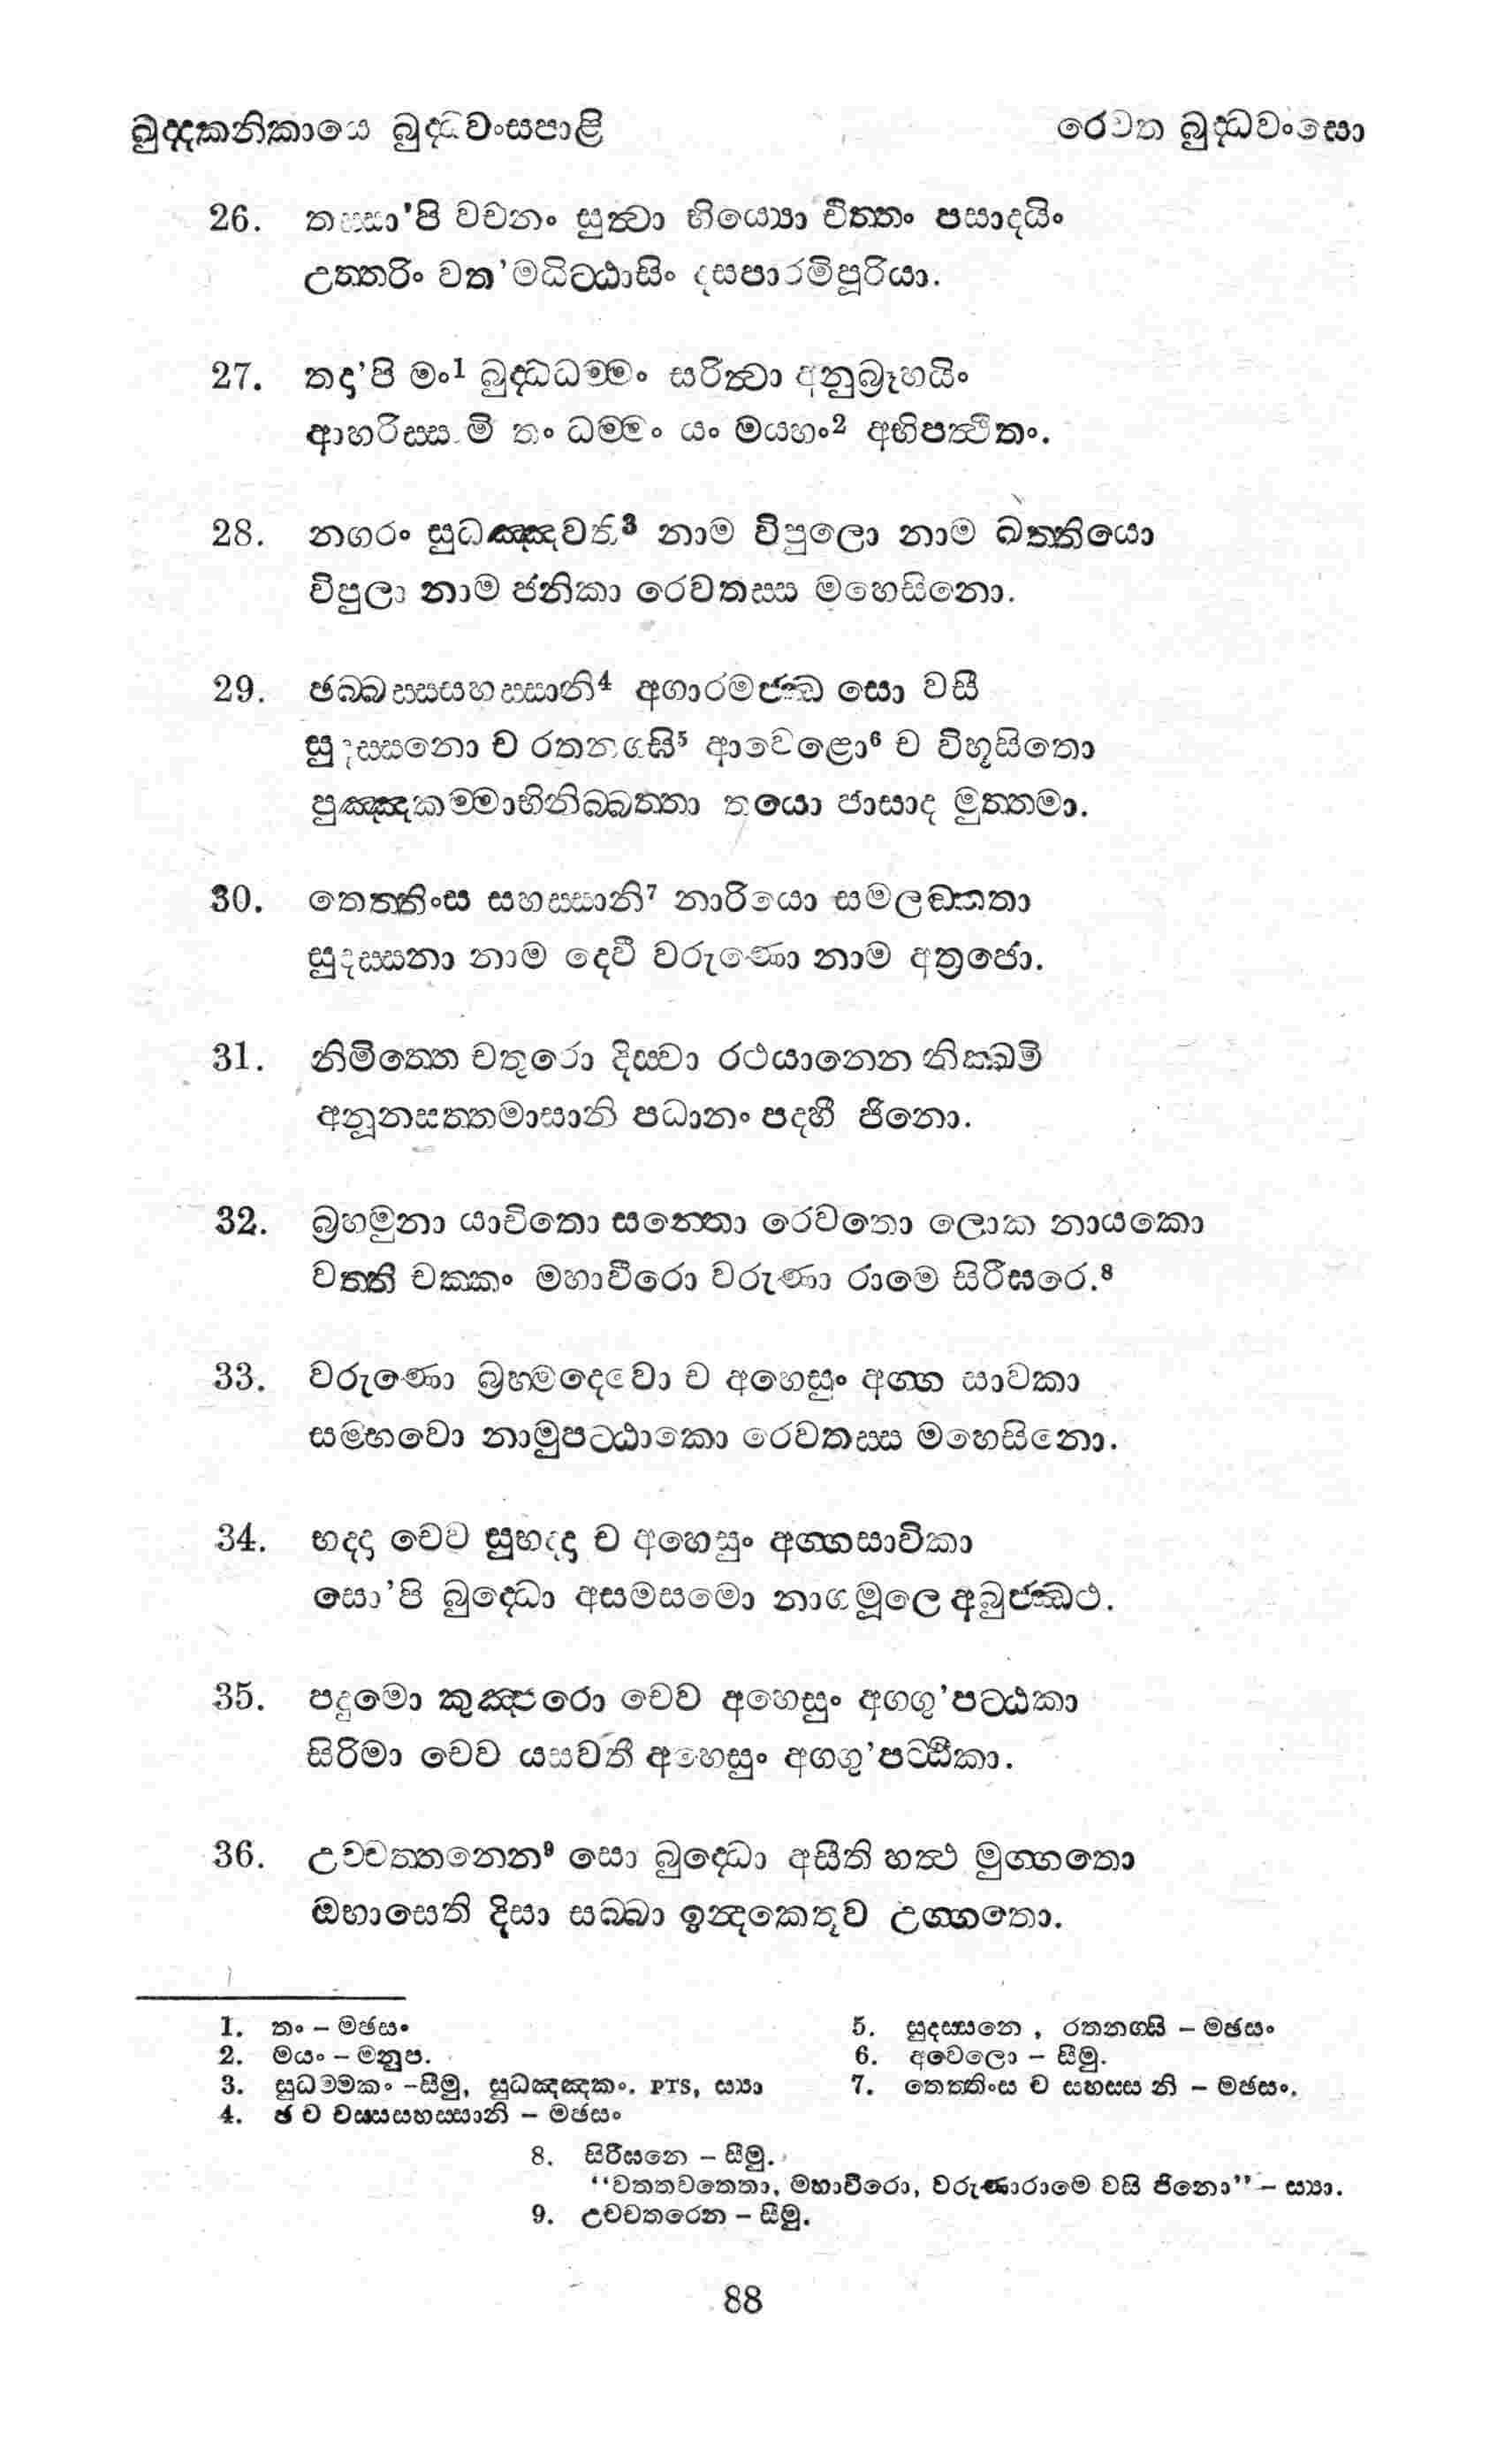 ඛුද්දකනිකායෙ බුද්ධවංසපාළි රෙවත බුද්ධවංසො
26. තස්සා'පි වචනං සුත්වා භිය්‍යො චිත්තං පසාදයිං
උත්තරිං වත'මධිට්ඨාසිං දසපාරමිපූරියා.
27. තදා'පි මං1 බුද්ධධම්මං සරිත්වා අනුබ්‍රෑහයිං
ආහරිස්සාමි තං ධම්මං යං මය්හං2 අභිපත්ථිතං.
28. නගරං සුධඤ්ඤවතී3 නාම විපුලො නාම ඛත්තියො
විපුලා නාම ජනිකා රෙවතස්ස මහෙසිනො.
29. ඡබ්බස්සසහස්සානි4 අගාරමජ්ඣ සො වසී
සුදස්සනො ච රතනග්ඝි5 ආවෙළො6 ච විභූසිතො
පුඤ්ඤකම්මාභිනිබ්බත්තා තයො පාසාද මුත්තමා.
30. තෙත්තිංස සහස්සානි7 නාරියො සමලඞ්කතා
සුදස්සනා නාම දෙවී වරුණො නාම අත්‍රජො.
31. නිමිත්තෙ චතුරො දිස්වා රථයානෙන නික්ඛමි
අනූනසත්තමාසානි පධානං පදහී ජිනො.
32. බ්‍රහ්මුනා යාචිතො සන්තො රෙවතො ලොක නායකො
වත්ති චක්කං මහාවීරො වරුණා රාමෙ සිරීඝරෙ.8
33. වරුණො බ්‍රහ්මදෙවො ච අහෙසුං අග්ග සාවකා
සම්භවො නාමුපට්ඨාකො රෙවතස්ස මහෙසිනො.
34. භද්දා චෙව සුභද්දා ච අහෙසුං අග්ගසාවිකා
සො'පි බුද්ධො අසමසමො නාගමූලෙ අබුජ්ඣථ.
35. පදුමො කුඤ්ජරො චෙව අහෙසුං අග්ගු'පට්ඨකා
සිරිමා චෙව යසවතී අහෙසුං අග්ගු'පට්ඨිකා.
36. උච්චත්තනෙන9 සො බුද්ධො අසීති හත්ථ මුග්ගතො
ඔභාසෙති දිසා සබ්බා ඉන්දකෙතූව උග්ගතො.
1. තං – මඡසං
2. මයං – මනුප.
3. සුධම්මකං –සීමු, සුධඤ්ඤකං. PTS, ස්‍යා
4. ඡ ච වස්සසහස්සානි – මඡසං
5. සුදස්සනෙ , රතනග්ඝි – මඡසං
6. අවෙලො – සීමු.
7. තෙත්තිංස ච සහස්ස නි – මඡසං.
8. සිරීඝනෙ – සීමු.
“වතතවතෙතා, මහාවීරො, වරුණාරාමෙ වසි ජිනො” – ස්‍යා.
9. උච්චතරෙන – සීමු.
88